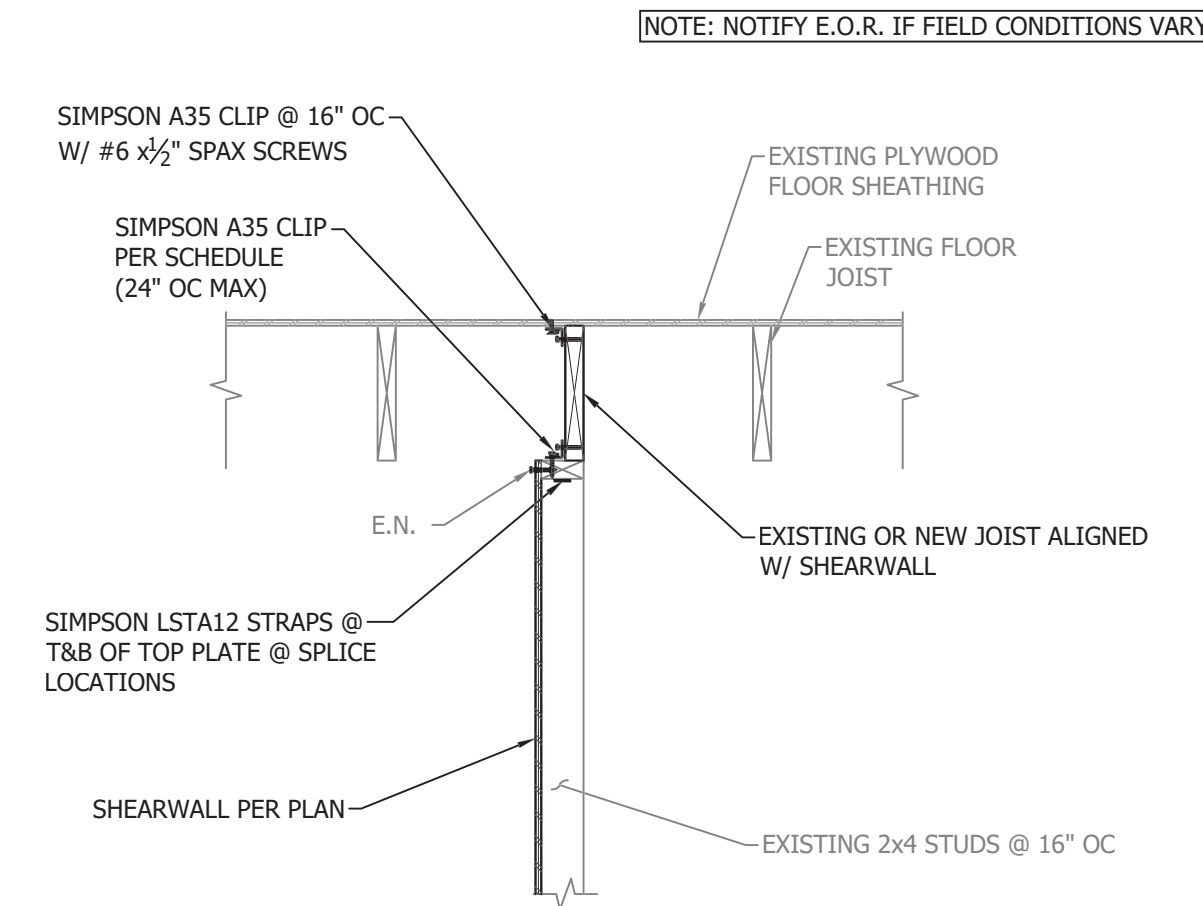 NOTE: NOTIFY E.O.R. IF FIELD CONDITIONS VARY
SIMPSON A35 CLIP @ 16" OC
W/ #6 x½" SPAX SCREWS
EXISTING PLYWOOD
FLOOR SHEATHING
SIMPSON A35 CLIP
PER SCHEDULE
(24" OC MAX)
EXISTING FLOOR
JOIST
E.N.
EXISTING OR NEW JOIST ALIGNED
W/ SHEARWALL
SIMPSON LSTA12 STRAPS @
T&B OF TOP PLATE @ SPLICE
LOCATIONS
SHEARWALL PER PLAN
EXISTING 2x4 STUDS @ 16" OC